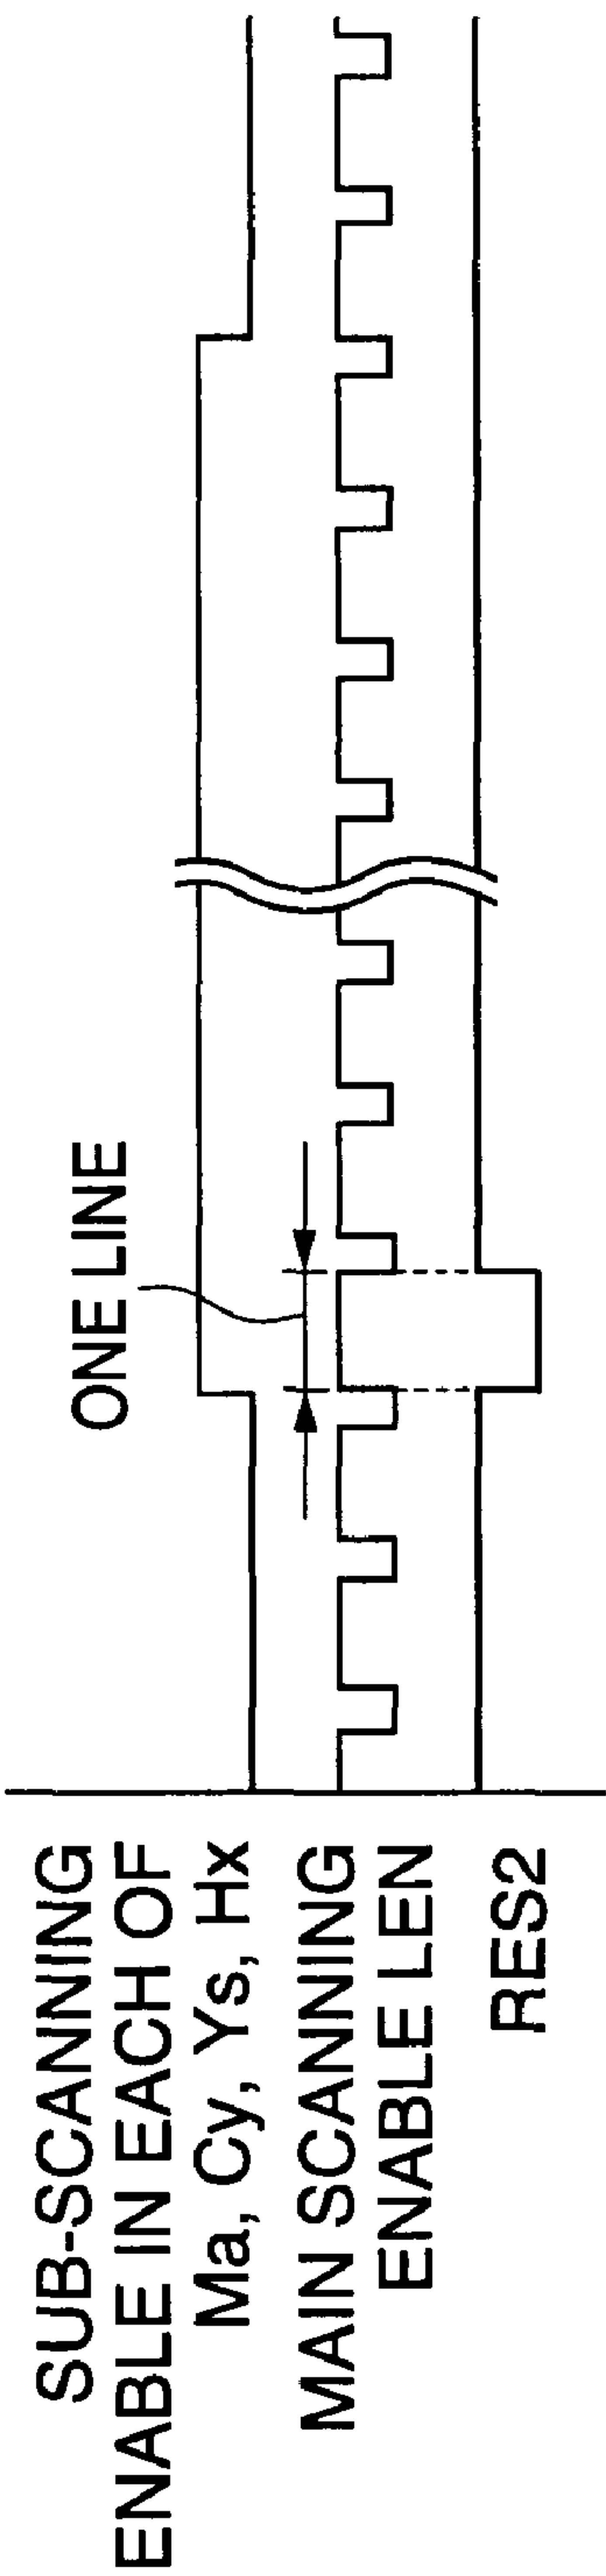 ONE LINE
SUB-SCANNING
ENABLE IN EACH OF
Ma, Cy, Ys, Hx
MAIN SCANNING
ENABLE LEN
RES2